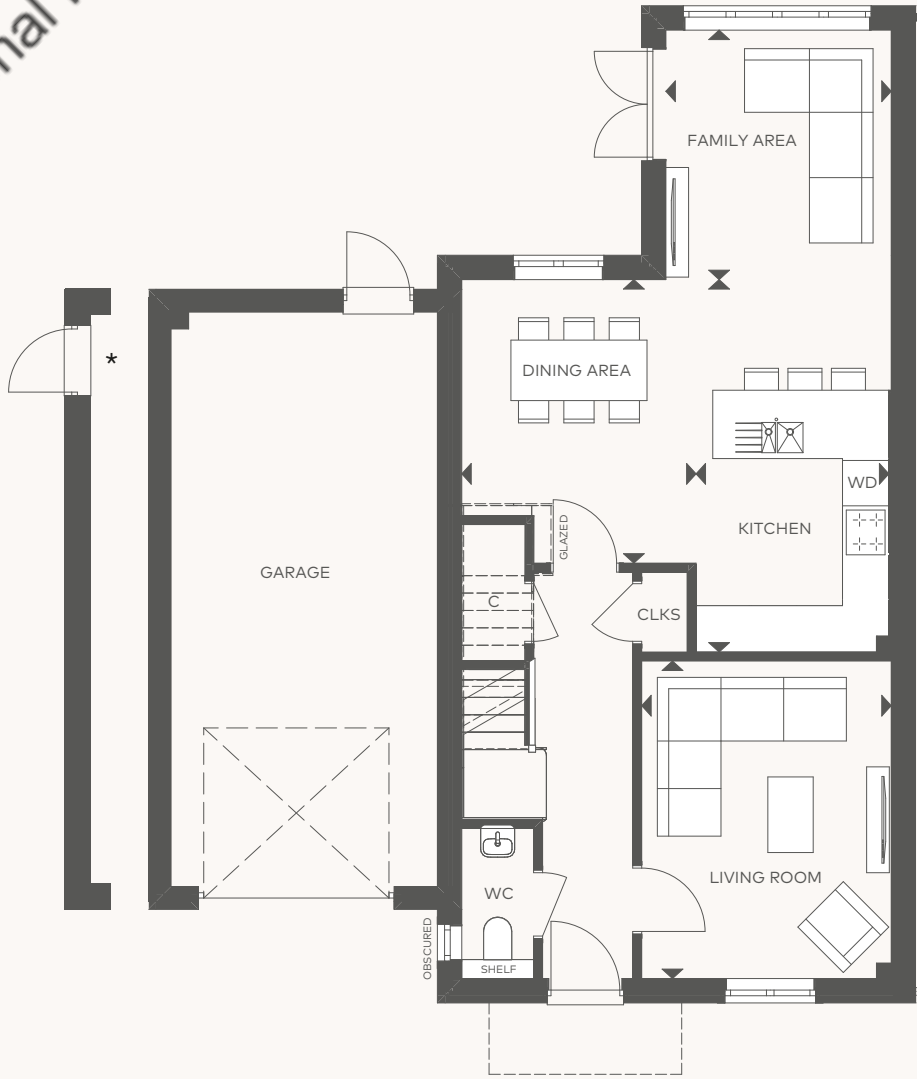 FAMILY AREA
*
DINING AREA
WD
GLAZED
KITCHEN
GARAGE
C
CLKS
LIVING ROOM
WC
OBSCURED
SHELF